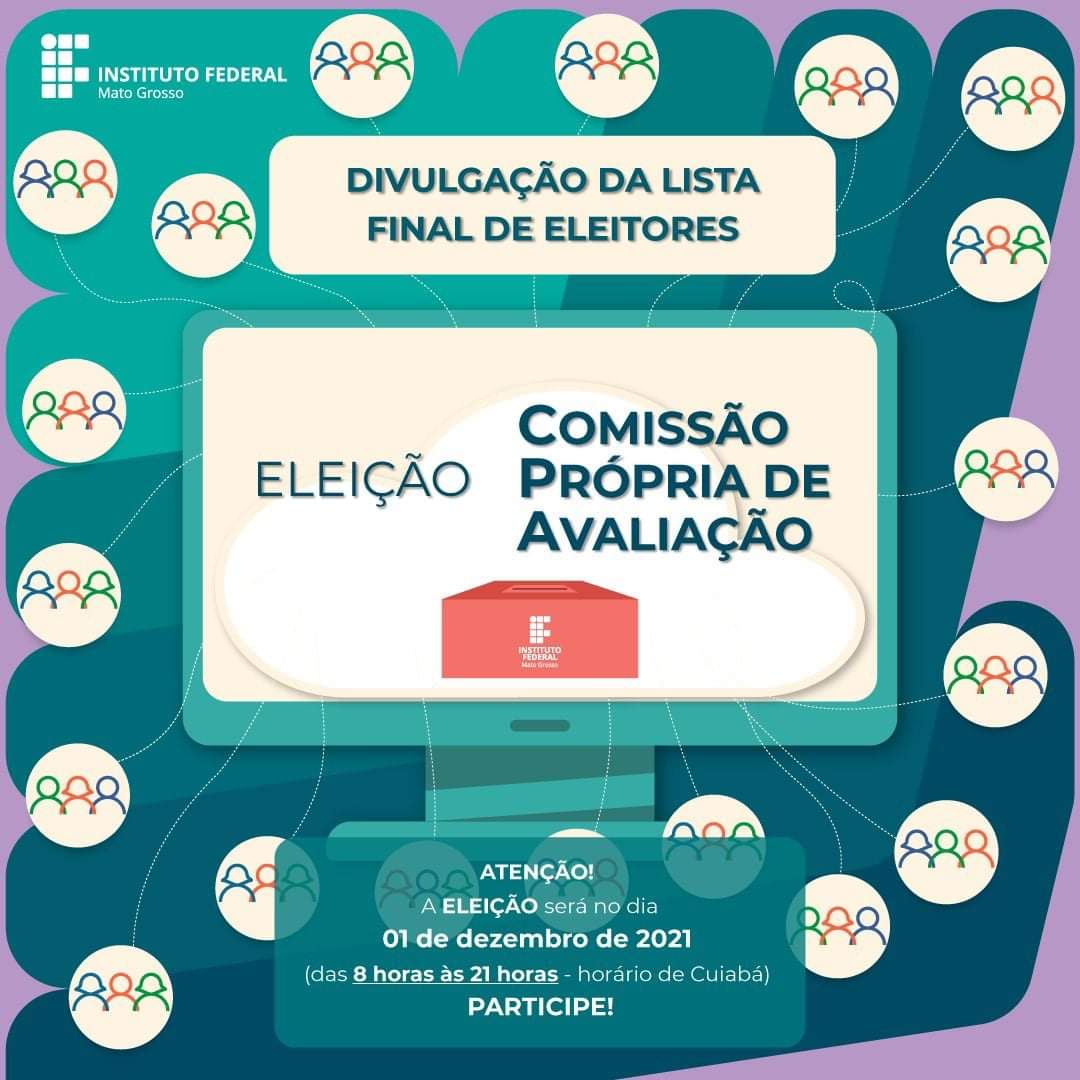 INSTITUTO FEDERAL
Mato Grosso
DIVULGAÇÃO DA LISTA
FINAL DE ELEITORES
ELEIÇÃO
COMISSÃO
PRÓPRIA DE
AVALIAÇÃO
INSTITUTO
FEDERAL
Mato Grosso
ATENÇÃO!
A ELEIÇÃO será no dia
01 de dezembro de 2021
(das 8 horas às 21 horas - horário de Cuiabá)
PARTICIPE!